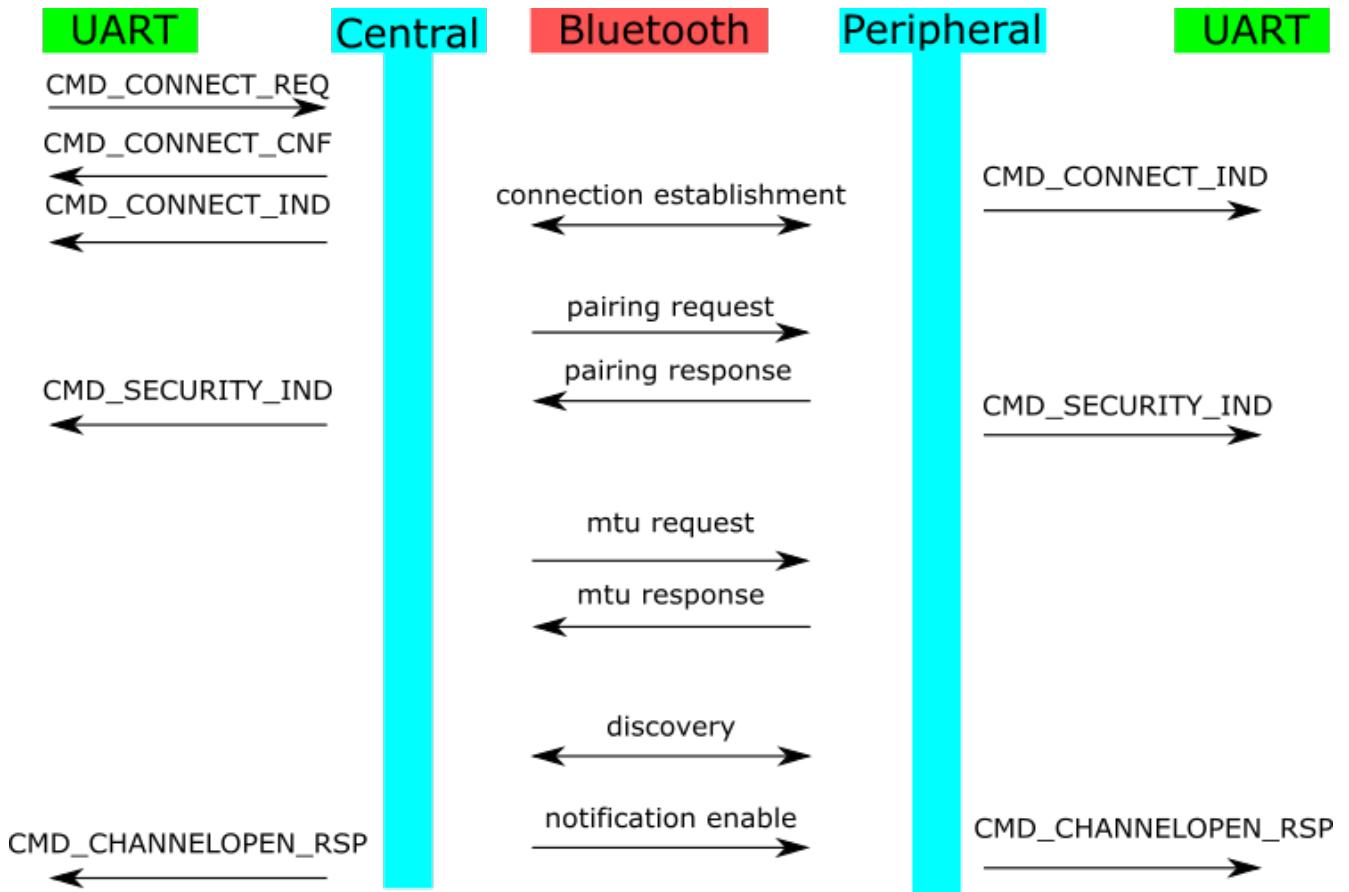 UART
Central
Bluetooth
Peripheral
UART
CMD_CONNECT_REQ
CMD_CONNECT_CNF
CMD_CONNECT_IND
connection establishment
CMD_CONNECT_IND
pairing request
pairing response
CMD_SECURITY_IND
CMD_SECURITY_IND
mtu request
mtu response
discovery
notification enable
CMD_CHANNELOPEN_RSP
CMD_CHANNELOPEN_RSP